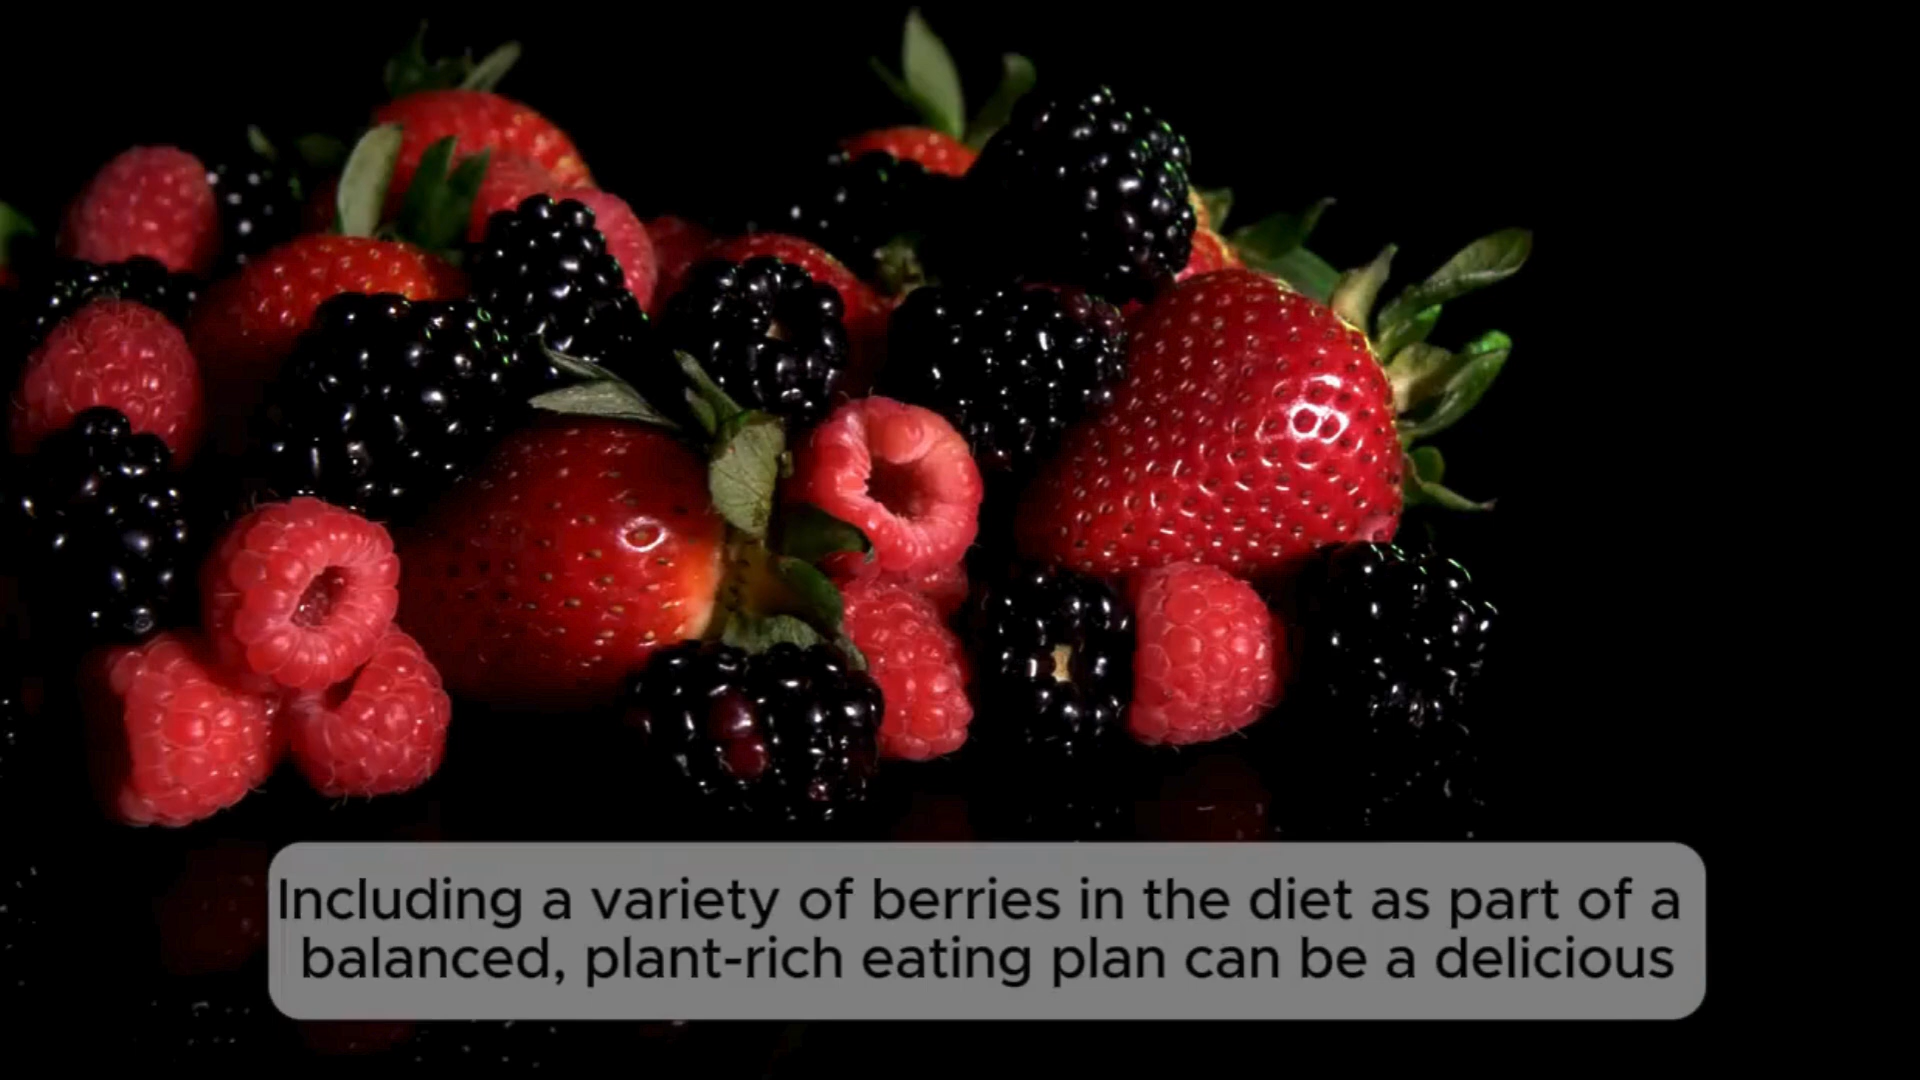 Including a variety of berries in the diet as part of a
balanced, plant-rich eating plan can be a delicious